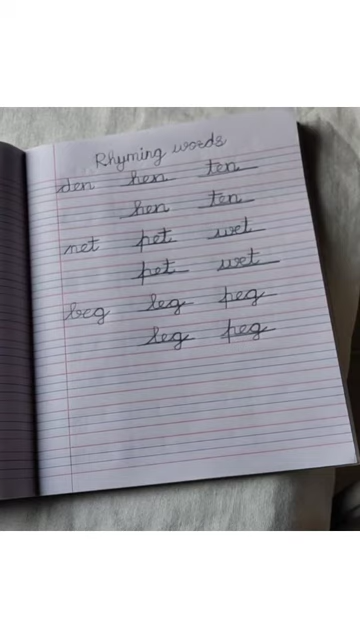 Rhyming words
den hen ten
hen ten
net pet wet
pet wet
beg leg peg
leg peg